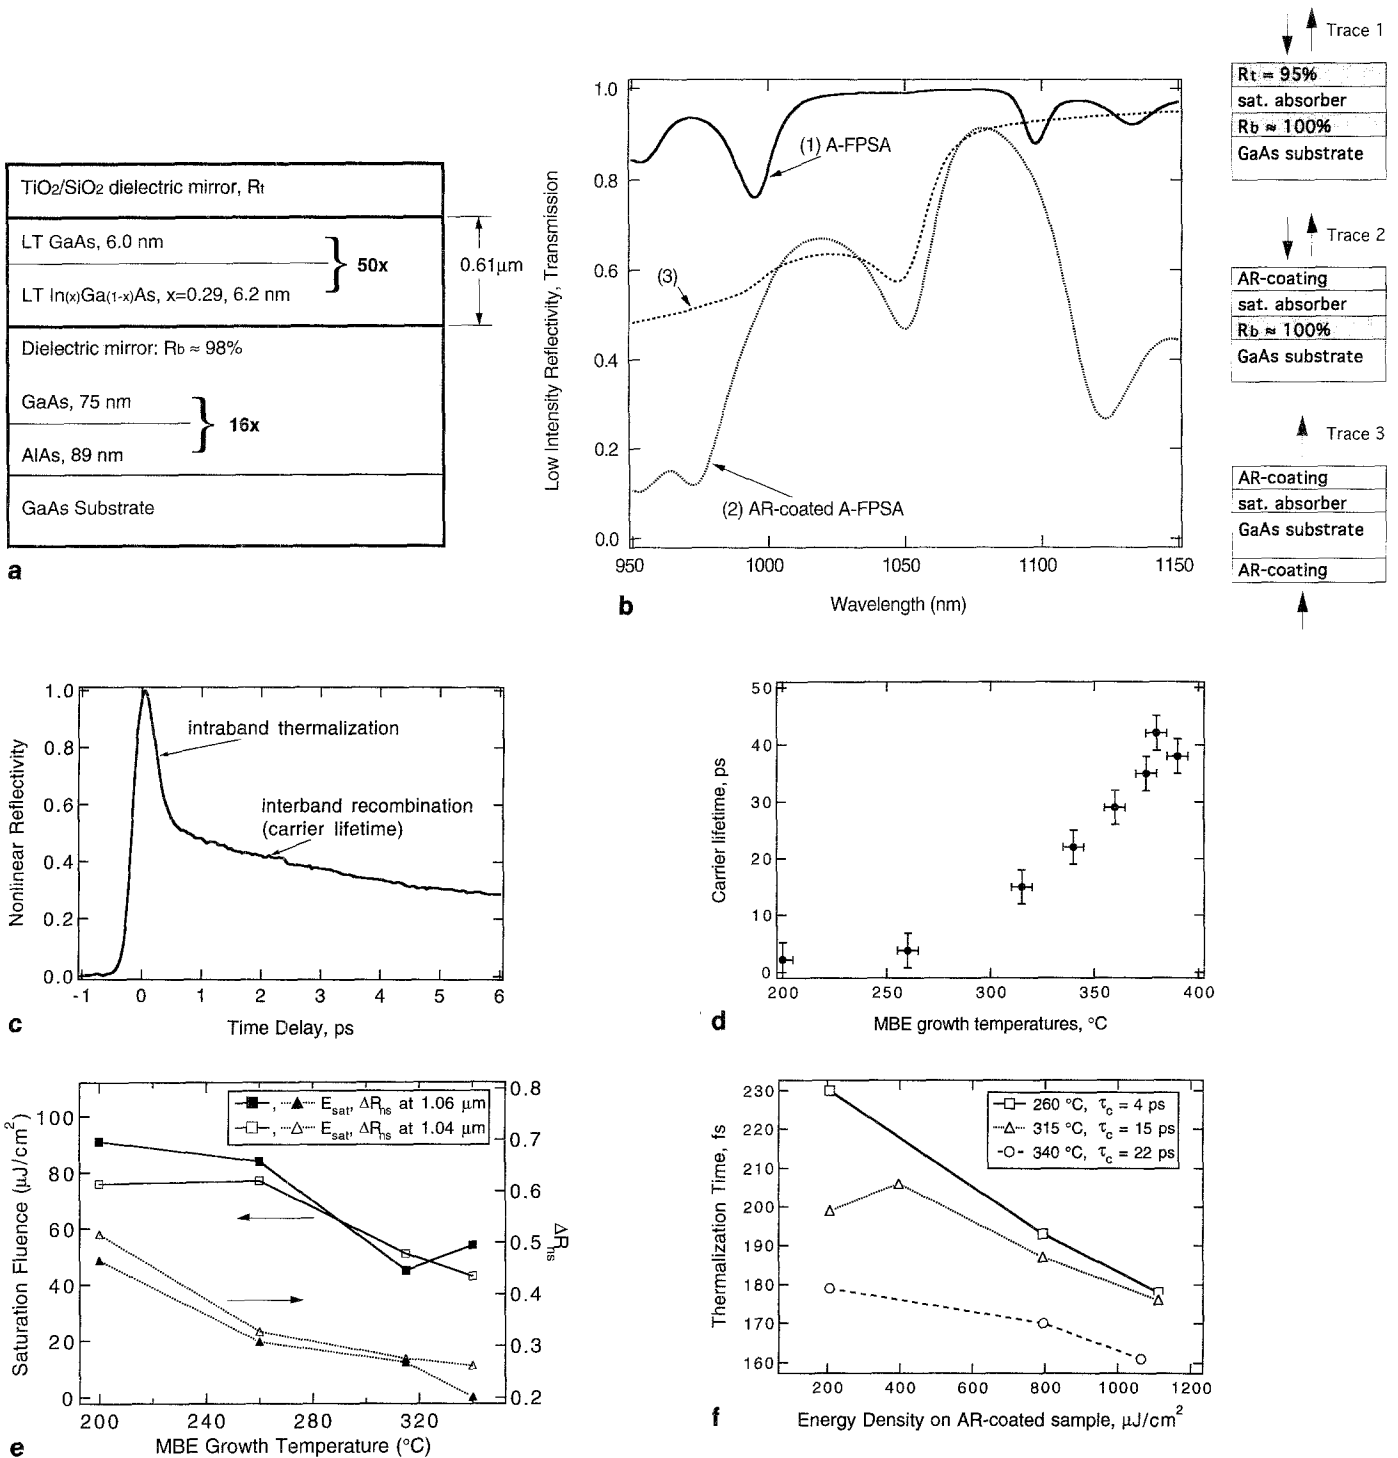 TiO2/SiO2 dielectric mirror, Rt
LT GaAs, 6.0 nm
50x
0.61μm
LT In(x)Ga(1-x)As, x=0.29, 6.2 nm
Dielectric mirror: Rb ≈ 98%
GaAs, 75 nm
16x
AlAs, 89 nm
GaAs Substrate
a
Low Intensity Reflectivity, Transmission
1.0
0.8
0.6
0.4
0.2
0.0
(1) A-FPSA
(3)
(2) AR-coated A-FPSA
950
1000
1050
1100
1150
Wavelength (nm)
b
Trace 1
Rt = 95%
sat. absorber
Rb ≈ 100%
GaAs substrate
Trace 2
AR-coating
sat. absorber
Rb ≈ 100%
GaAs substrate
Trace 3
AR-coating
sat. absorber
GaAs substrate
AR-coating
Nonlinear Reflectivity
1.0
0.8
0.6
0.4
0.2
0.0
intraband thermalization
interband recombination
(carrier lifetime)
-1
0
1
2
3
4
5
6
Time Delay, ps
c
Carrier lifetime, ps
50
40
30
20
10
0
200
250
300
350
400
MBE growth temperatures, °C
d
Saturation Fluence (μJ/cm²)
100
80
60
40
20
0
E sat, ΔR ns at 1.06 μm
E sat, ΔR ns at 1.04 μm
0.8
0.7
0.6
0.5
0.4
0.3
0.2
ΔR ns
200
240
280
320
MBE Growth Temperature (°C)
e
Thermalization Time, fs
230
220
210
200
190
180
170
160
260 °C, τc = 4 ps
315 °C, τc = 15 ps
340 °C, τc = 22 ps
200
400
600
800
1000
1200
Energy Density on AR-coated sample, μJ/cm²
f